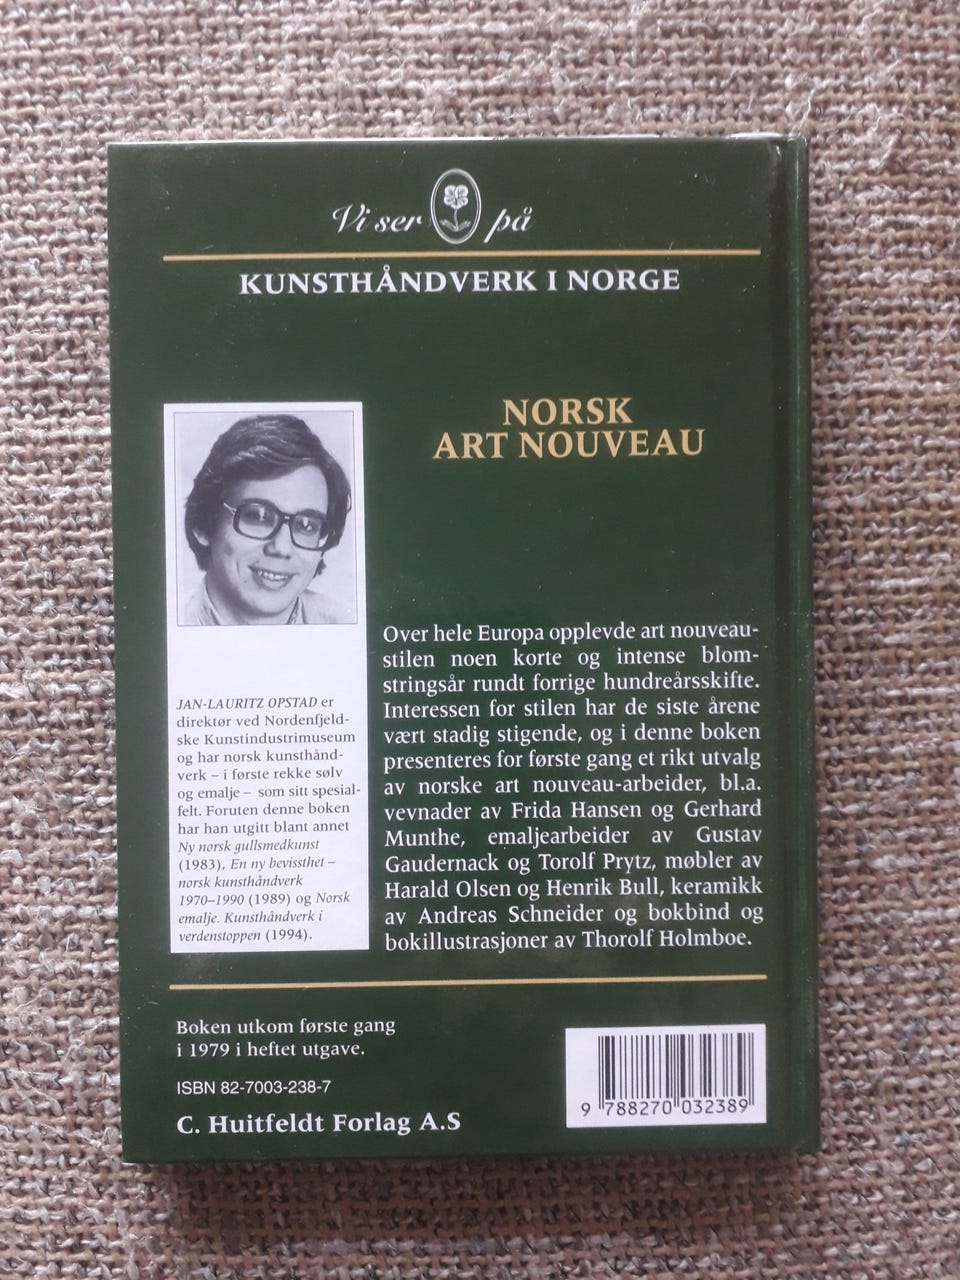 Vi ser på
KUNSTHÅNDVERK I NORGE
NORSK
ART NOUVEAU
JAN-LAURITZ OPSTAD er
direktør ved Nordenfjeld-
ske Kunstindustrimuseum
og har norsk kunsthånd-
verk – i første rekke sølv
og emalje – som sitt spesial-
felt. Foruten denne boken
har han utgitt blant annet
Ny norsk gullsmedkunst
(1983), En ny bevissthet –
norsk kunsthåndverk
1970–1990 (1989) og Norsk
emalje. Kunsthåndverk i
verdenstoppen (1994).
Over hele Europa opplevde art nouveau-
stilen noen korte og intense blom-
stringsår rundt forrige hundreårsskifte.
Interessen for stilen har de siste årene
vært stadig stigende, og i denne boken
presenteres for første gang et rikt utvalg
av norske art nouveau-arbeider, bl.a.
vevnader av Frida Hansen og Gerhard
Munthe, emaljearbeider av Gustav
Gaudernack og Torolf Prytz, møbler av
Harald Olsen og Henrik Bull, keramikk
av Andreas Schneider og bokbind og
bokillustrasjoner av Thorolf Holmboe.
Boken utkom første gang
i 1979 i heftet utgave.
ISBN 82-7003-238-7
C. Huitfeldt Forlag A.S
9 788270 032389